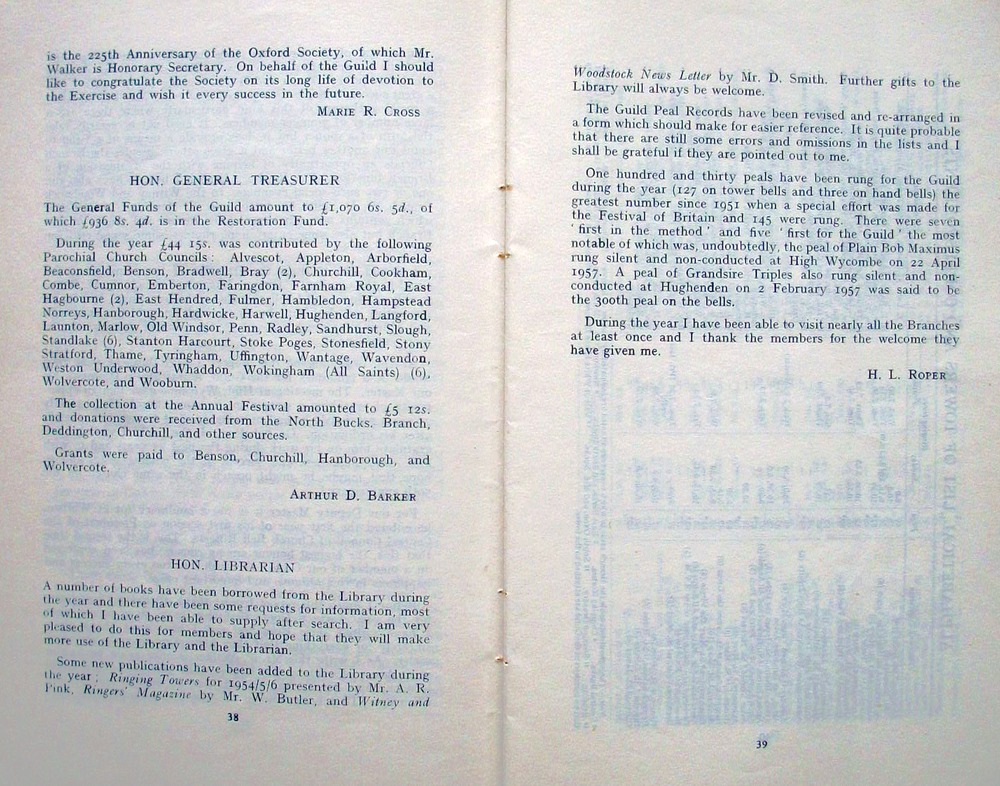 is the 225th Anniversary of the Oxford Society, of which Mr.
Walker is Honorary Secretary. On behalf of the Guild I should
like to congratulate the Society on its long life of devotion to
the Exercise and wish it every success in the future.
MARIE R. CROSS
HON. GENERAL TREASURER
The General Funds of the Guild amount to £1,070 6s. 5d., of
which £936 8s. 4d. is in the Restoration Fund.
During the year £44 15s. was contributed by the following
Parochial Church Councils: Alvescot, Appleton, Arborfield,
Beaconsfield, Benson, Bradwell, Bray (2), Churchill, Cookham,
Combe, Cumnor, Emberton, Faringdon, Farnham Royal, East
Hagbourne (2), East Hendred, Fulmer, Hambledon, Hampstead
Norreys, Hanborough, Hardwicke, Harwell, Hughenden, Langford,
Launton, Marlow, Old Windsor, Penn, Radley, Sandhurst, Slough,
Standlake (6), Stanton Harcourt, Stoke Poges, Stonesfield, Stony
Stratford, Thame, Tyringham, Uffington, Wantage, Wavendon,
Weston Underwood, Whaddon, Wokingham (All Saints) (6),
Wolvercote, and Wooburn.
The collection at the Annual Festival amounted to £5 12s.
and donations were received from the North Bucks. Branch,
Deddington, Churchill, and other sources.
Grants were paid to Benson, Churchill, Hanborough, and
Wolvercote.
ARTHUR D. BARKER
HON. LIBRARIAN
A number of books have been borrowed from the Library during
the year and there have been some requests for information, most
of which I have been able to supply after search. I am very
pleased to do this for members and hope that they will make
more use of the Library and the Librarian.
Some new publications have been added to the Library during
the year: Ringing Towers for 1954/5/6 presented by Mr. A. R.
Pink, Ringers' Magazine by Mr. W. Butler, and Witney and
38
Woodstock News Letter by Mr. D. Smith. Further gifts to the
Library will always be welcome.
The Guild Peal Records have been revised and re-arranged in
a form which should make for easier reference. It is quite probable
that there are still some errors and omissions in the lists and I
shall be grateful if they are pointed out to me.
One hundred and thirty peals have been rung for the Guild
during the year (127 on tower bells and three on hand bells) the
greatest number since 1951 when a special effort was made for
the Festival of Britain and 145 were rung. There were seven
'first in the method' and five 'first for the Guild' the most
notable of which was, undoubtedly, the peal of Plain Bob Maximus
rung silent and non-conducted at High Wycombe on 22 April
1957. A peal of Grandsire Triples also rung silent and non-
conducted at Hughenden on 2 February 1957 was said to be
the 300th peal on the bells.
During the year I have been able to visit nearly all the Branches
at least once and I thank the members for the welcome they
have given me.
H. L. ROPER
39